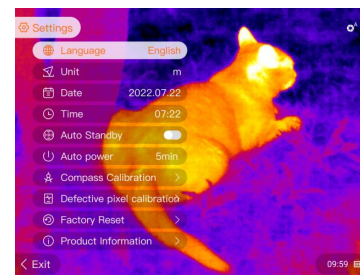 Settings
Language English
Unit m
Date 2022.07.22
Time 07:22
Auto Standby
Auto power 5min
Compass Calibration >
Defective pixel calibration
Factory Reset >
Product Information >
< Exit
09:59